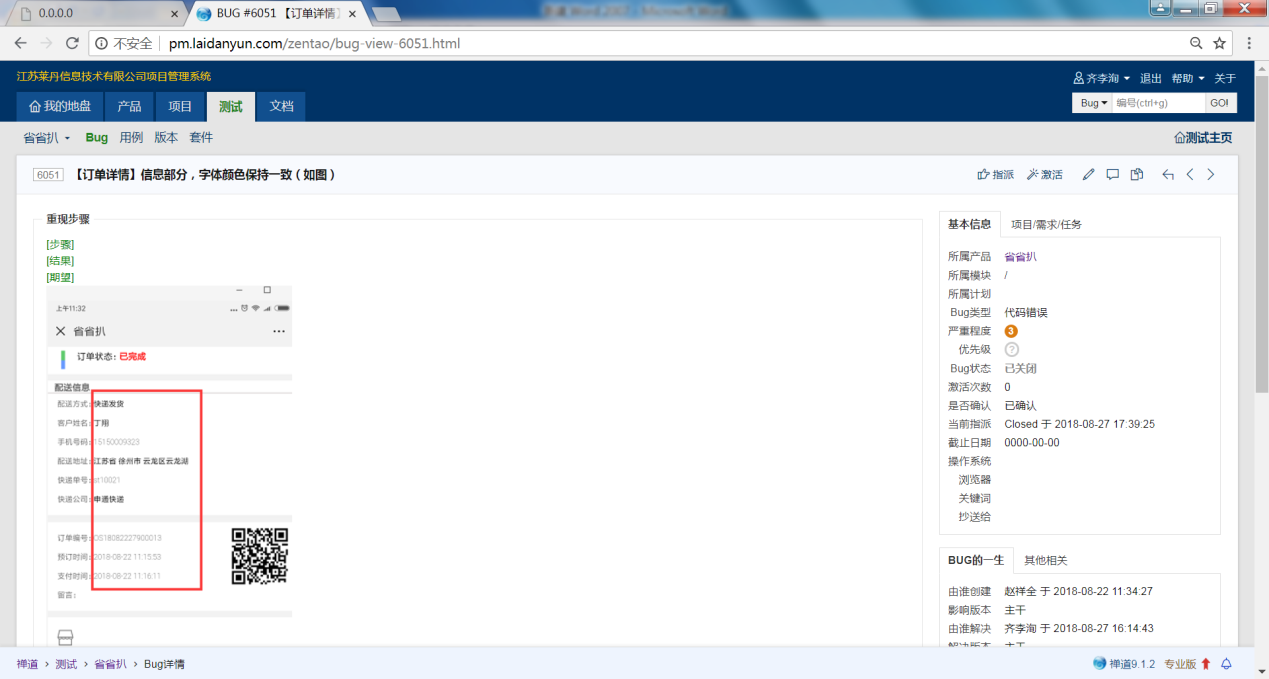 0.0.0.0
BUG #6051 【订单详情】
不安全 pm.laidanyun.com/zentao/bug-view-6051.html
江苏莱丹信息技术有限公司项目管理系统
齐李洵 退出 帮助 关于
我的地盘 产品 项目 测试 文档
Bug 编号(ctrl+g) GO!
省省扒 Bug 用例 版本 套件
测试主页
6051 【订单详情】信息部分，字体颜色保持一致（如图）
指派 激活
重现步骤
[步骤]
[结果]
[期望]
上午11:32
省省扒
订单状态：已完成
配送信息
配送方式：快递发货
客户姓名：丁翔
手机号码：15150009323
配送地址：江苏省 徐州市 云龙区云龙湖
快递单号：st10021
快递公司：申通快递
订单编号：OS18082227900013
预订时间：2018-08-22 11:15:53
支付时间：2018-08-22 11:16:11
留言：
基本信息 项目/需求/任务
所属产品 省省扒
所属模块 /
所属计划
Bug类型 代码错误
严重程度 3
优先级 ?
Bug状态 已关闭
激活次数 0
是否确认 已确认
当前指派 Closed 于 2018-08-27 17:39:25
截止日期 0000-00-00
操作系统
浏览器
关键词
抄送给
BUG的一生 其他相关
由谁创建 赵祥全 于 2018-08-22 11:34:27
影响版本 主干
由谁解决 齐李洵 于 2018-08-27 16:14:43
解决版本 主干
禅道 › 测试 › 省省扒 › Bug详情
禅道9.1.2 专业版